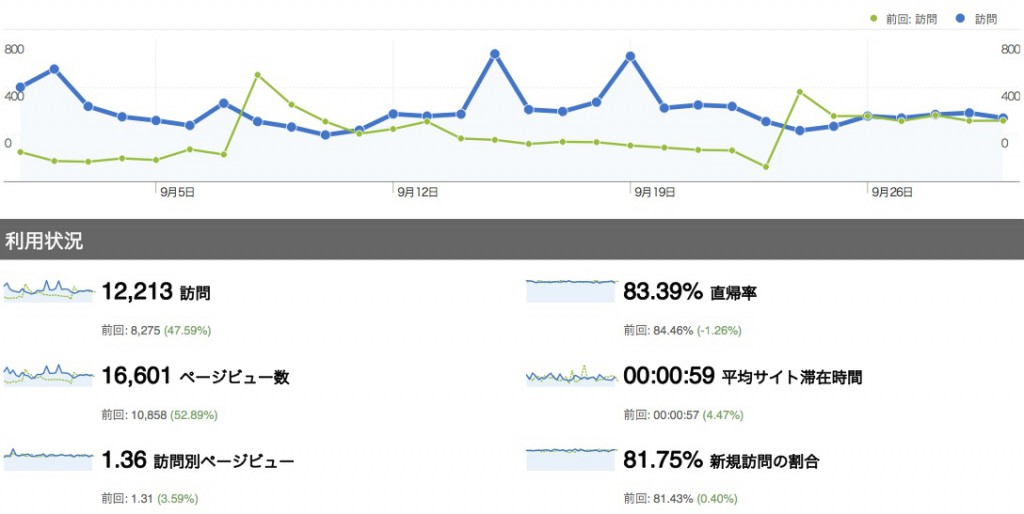 前回: 訪問 訪問
800 800
400 400
0 0
9月5日 9月12日 9月19日 9月26日
利用状況
12,213 訪問
前回: 8,275 (47.59%)
83.39% 直帰率
前回: 84.46% (-1.26%)
16,601 ページビュー数
前回: 10,858 (52.89%)
00:00:59 平均サイト滞在時間
前回: 00:00:57 (4.47%)
1.36 訪問別ページビュー
前回: 1.31 (3.59%)
81.75% 新規訪問の割合
前回: 81.43% (0.40%)